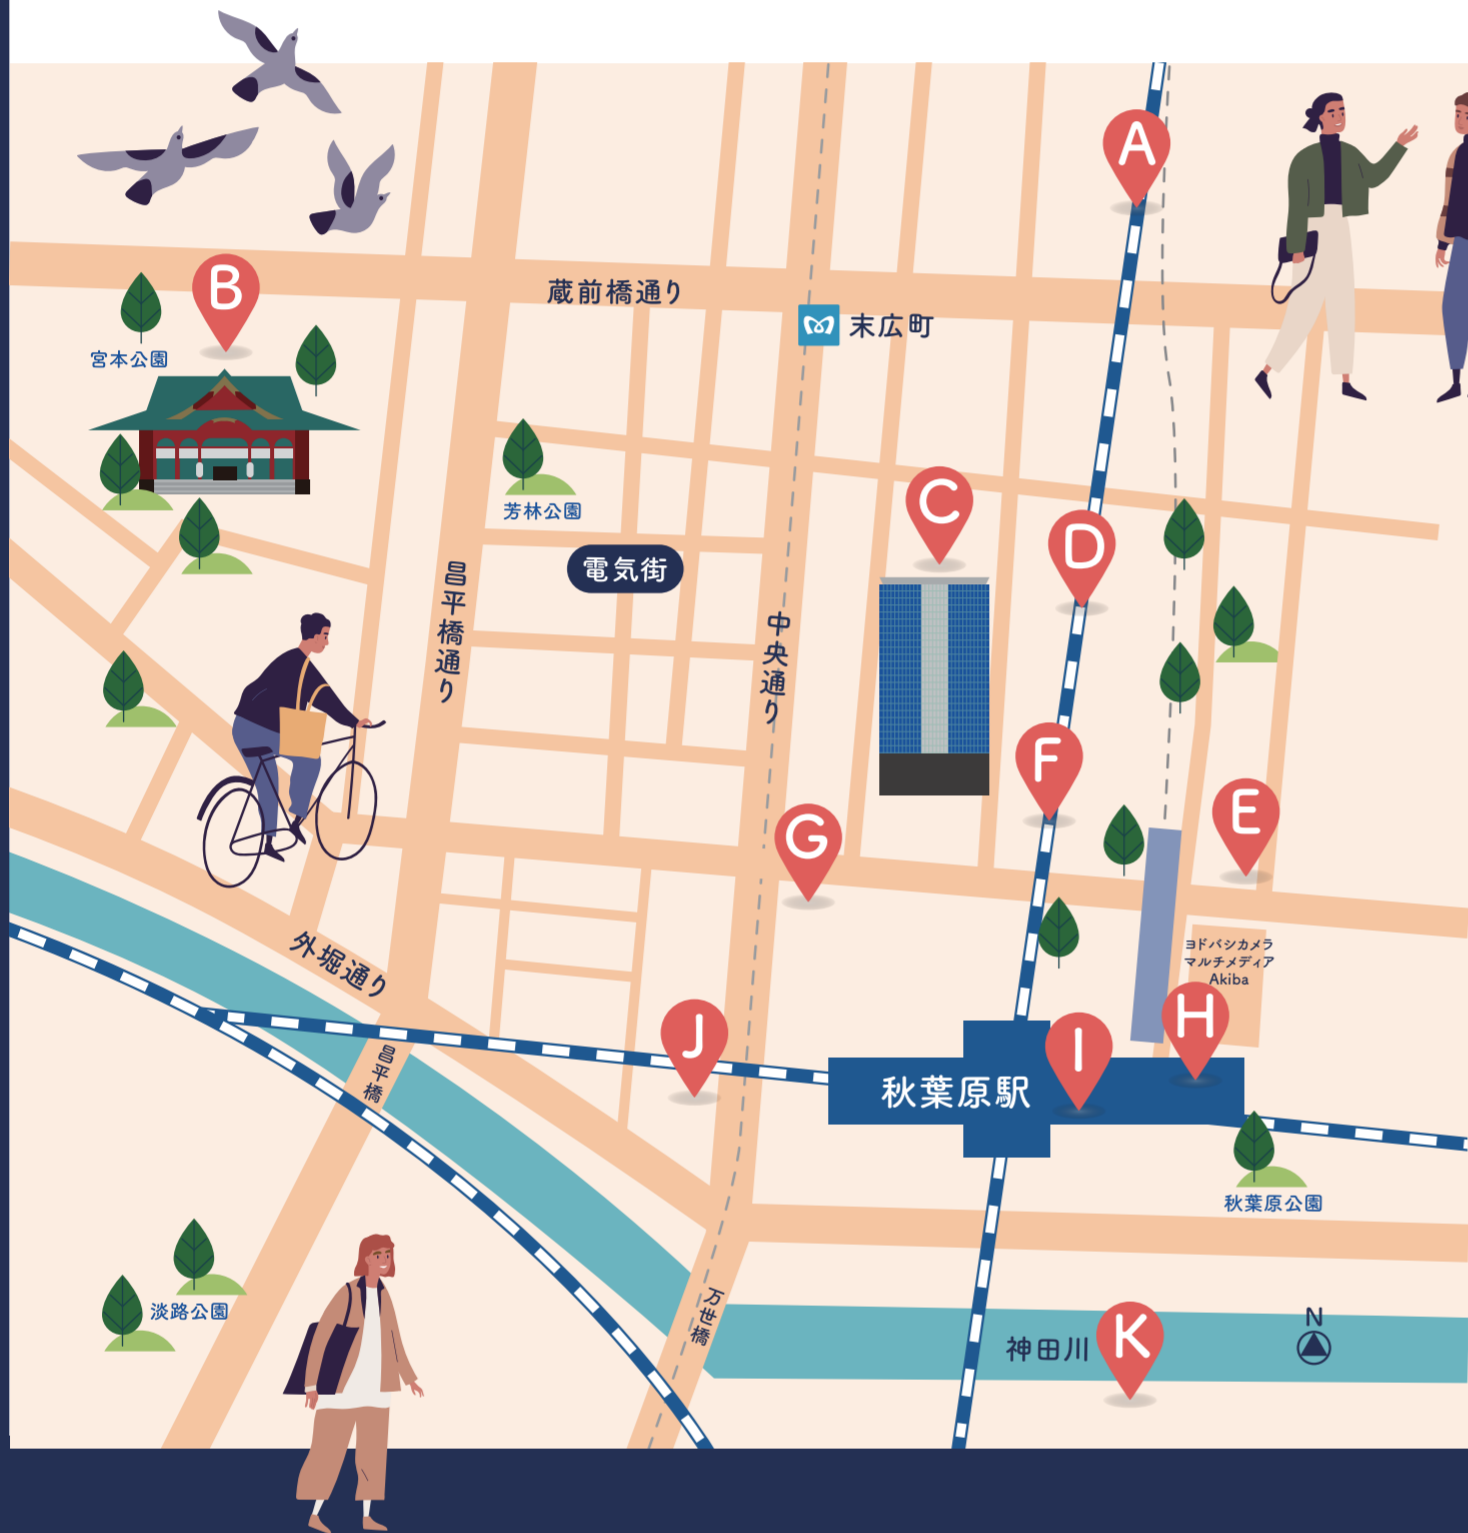 A
B
蔵前橋通り
末広町
宮本公園
C
芳林公園
D
電気街
昌平橋通り
中央通り
F
E
G
外堀通り
ヨドバシカメラ
マルチメディア
Akiba
H
J
I
昌平橋
秋葉原駅
秋葉原公園
淡路公園
万世橋
N
神田川
K